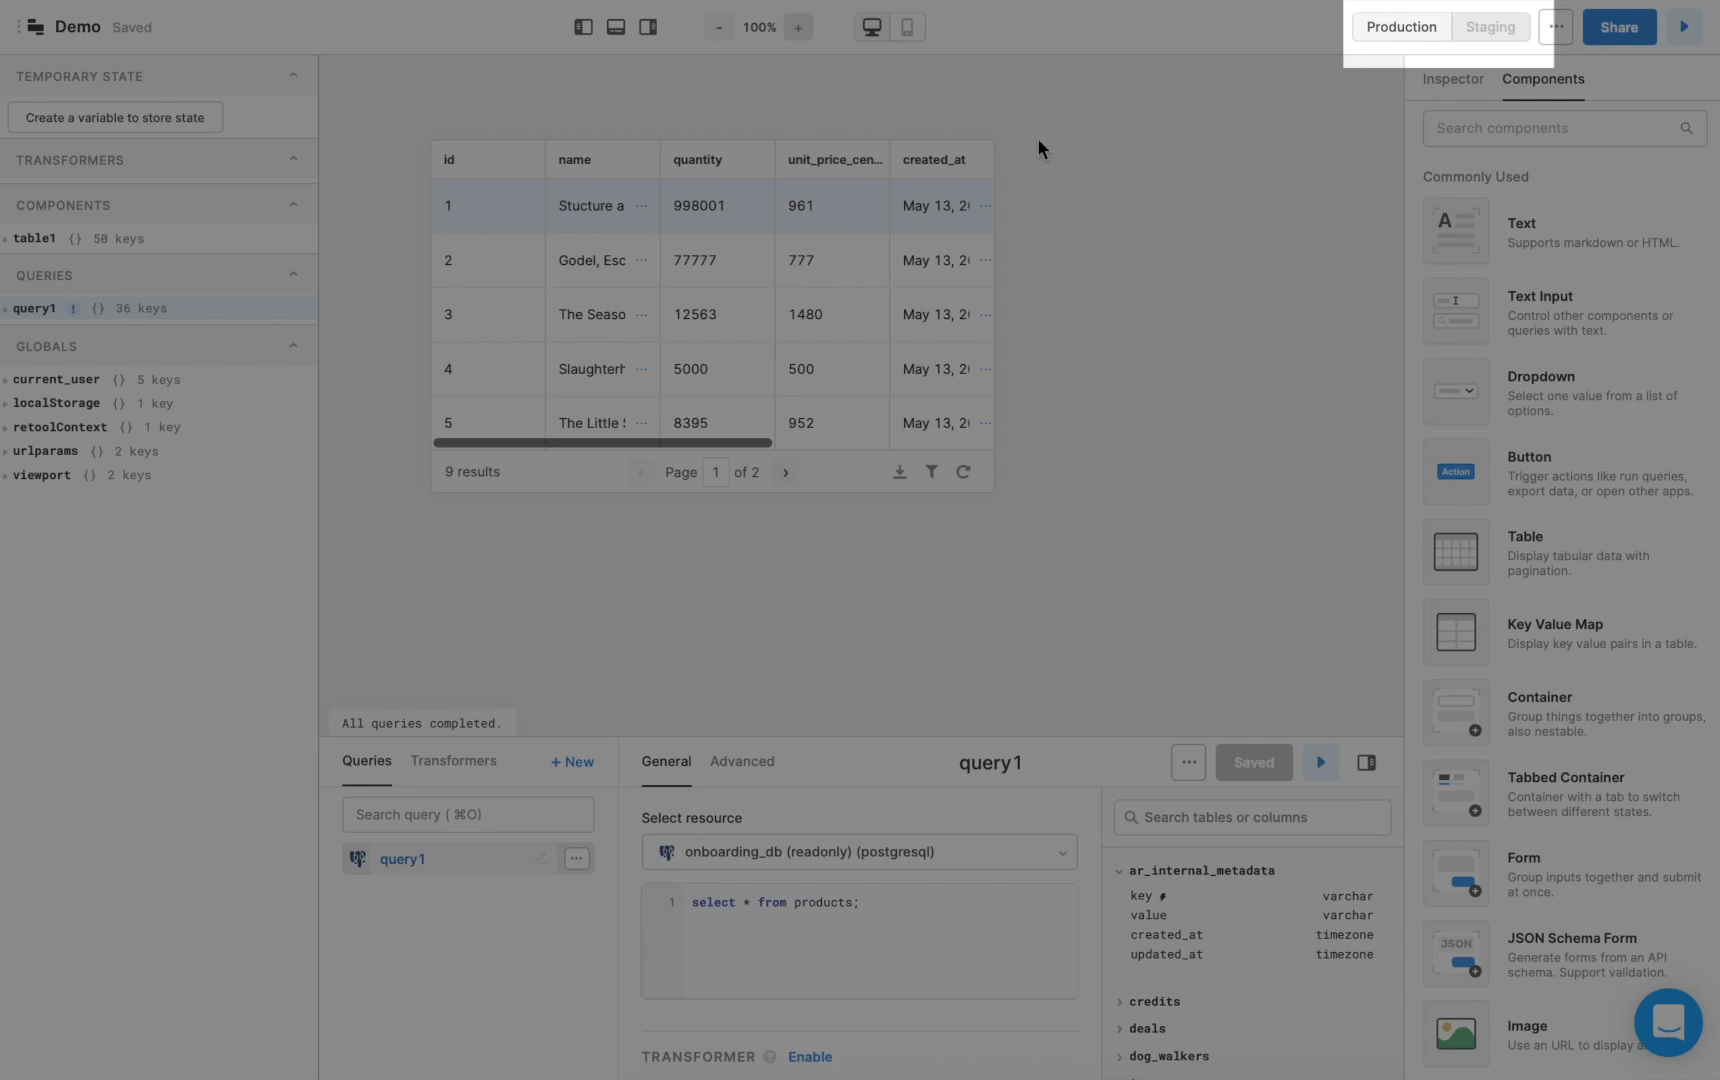 Demo Saved
- 100% +
Production Staging
Share
TEMPORARY STATE
Create a variable to store state
TRANSFORMERS
COMPONENTS
table1 {} 50 keys
QUERIES
query1 ! {} 36 keys
GLOBALS
current_user {} 5 keys
localStorage {} 1 key
retoolContext {} 1 key
urlparams {} 2 keys
viewport {} 2 keys
id name quantity unit_price_cen... created_at
1 Stucture a ... 998001 961 May 13, 20 ...
2 Godel, Esc ... 77777 777 May 13, 20 ...
3 The Seaso ... 12563 1480 May 13, 20 ...
4 Slaughterh ... 5000 500 May 13, 20 ...
5 The Little ... 8395 952 May 13, 20 ...
9 results
Page 1 of 2
All queries completed.
Queries Transformers + New
Search query ( ⌘O)
query1
General Advanced
query1
Saved
Select resource
onboarding_db (readonly) (postgresql)
1 select * from products;
TRANSFORMER ? Enable
Search tables or columns
ar_internal_metadata
key varchar
value varchar
created_at timezone
updated_at timezone
credits
deals
dog_walkers
Inspector Components
Search components
Commonly Used
A
Text
Supports markdown or HTML.
Text Input
Control other components or
queries with text.
Dropdown
Select one value from a list of
options.
Action
Button
Trigger actions like run queries,
export data, or open other apps.
Table
Display tabular data with
pagination.
Key Value Map
Display key value pairs in a table.
Container
Group things together into groups,
also nestable.
Tabbed Container
Container with a tab to switch
between different states.
Form
Group inputs together and submit
at once.
JSON
JSON Schema Form
Generate forms from an API
schema. Support validation.
Image
Use an URL to display